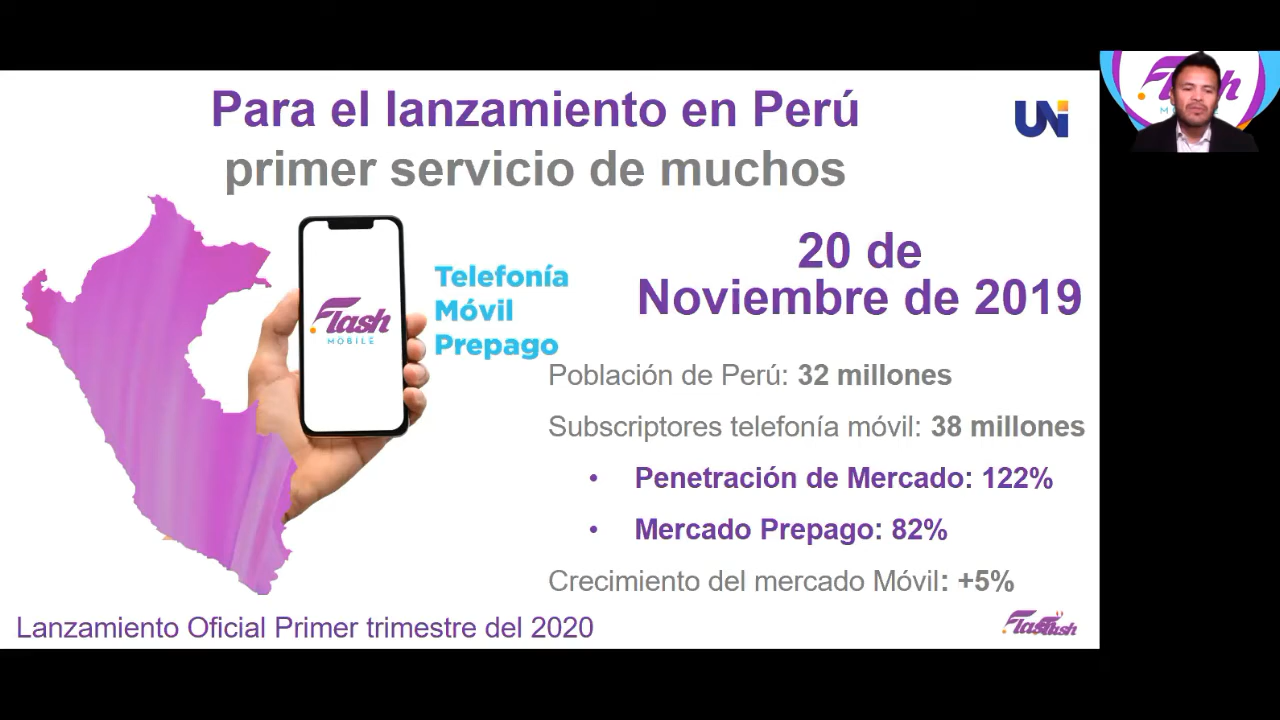 Para el lanzamiento en Perú
primer servicio de muchos
UNi
20 de
Noviembre de 2019
Telefonía
Móvil
Prepago
Flash
MOBILE
Población de Perú: 32 millones
Subscriptores telefonía móvil: 38 millones
• Penetración de Mercado: 122%
• Mercado Prepago: 82%
Crecimiento del mercado Móvil: +5%
Lanzamiento Oficial Primer trimestre del 2020